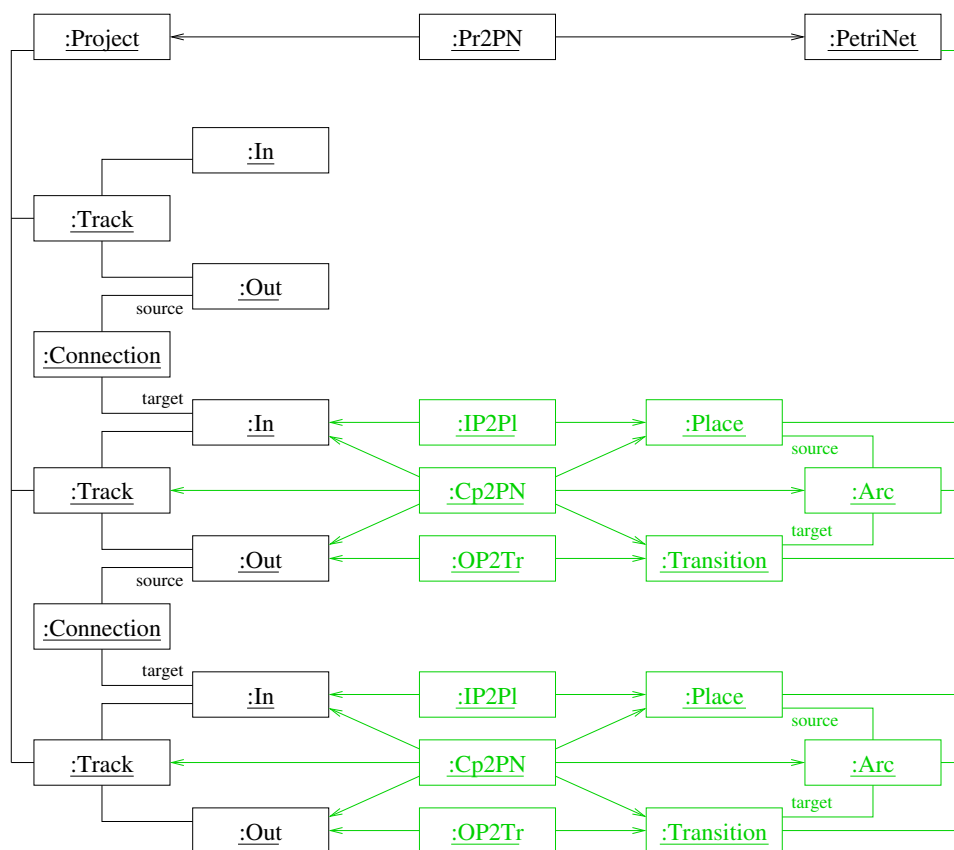 :Project :Pr2PN :PetriNet
:In
:Track
:Out
source
:Connection
target
:In :IP2Pl :Place
source
:Track :Cp2PN :Arc
target
:Out :OP2Tr :Transition
source
:Connection
target
:In :IP2Pl :Place
source
:Track :Cp2PN :Arc
target
:Out :OP2Tr :Transition